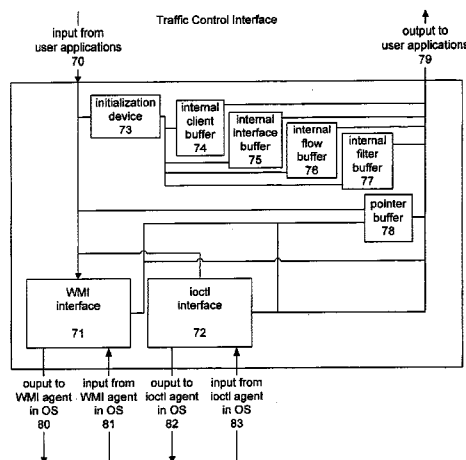 Traffic Control Interface
input from
user applications
70
output to
user applications
79
initialization
device
73
internal
client
buffer
74
internal
interface
buffer
75
internal
flow
buffer
76
internal
filter
buffer
77
pointer
buffer
78
WMI
interface
71
ioctl
interface
72
ouput to
WMI agent
in OS
80
input from
WMI agent
in OS
81
output to
ioctl agent
in OS
82
input from
ioctl agent
in OS
83